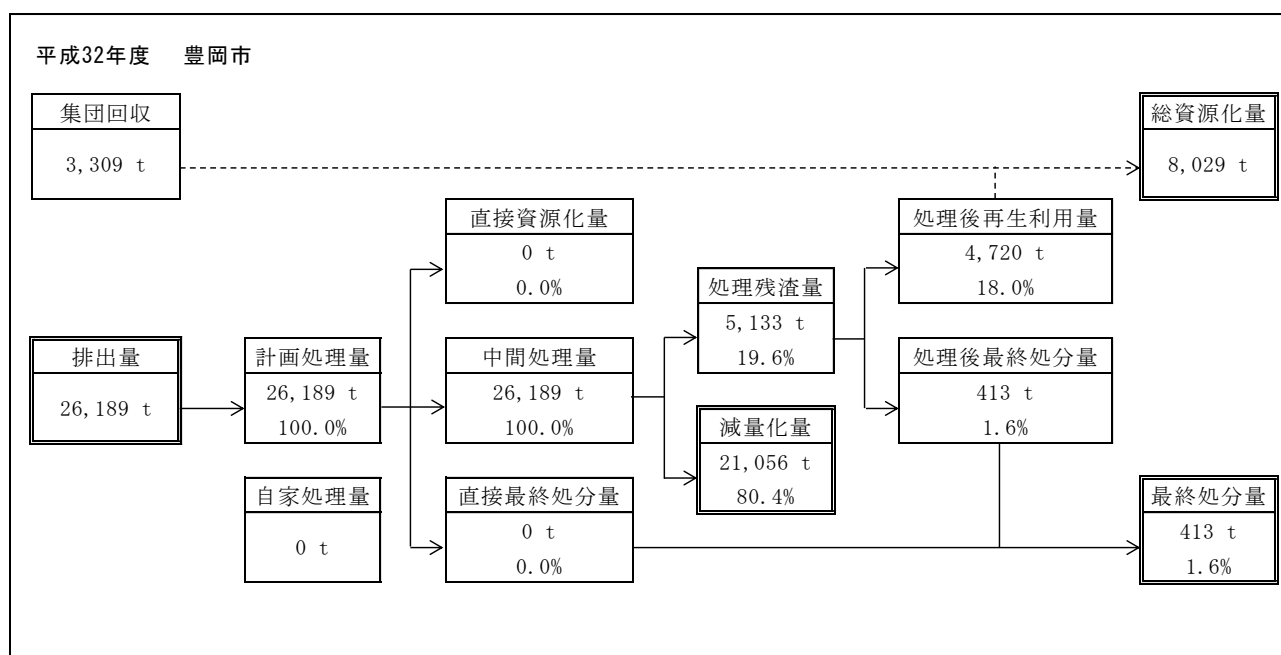 平成32年度 豊岡市
集団回収
3,309 t
総資源化量
8,029 t
直接資源化量
0 t
0.0%
処理後再生利用量
4,720 t
18.0%
処理残渣量
5,133 t
19.6%
排出量
26,189 t
計画処理量
26,189 t
100.0%
中間処理量
26,189 t
100.0%
処理後最終処分量
413 t
1.6%
減量化量
21,056 t
80.4%
自家処理量
0 t
直接最終処分量
0 t
0.0%
最終処分量
413 t
1.6%